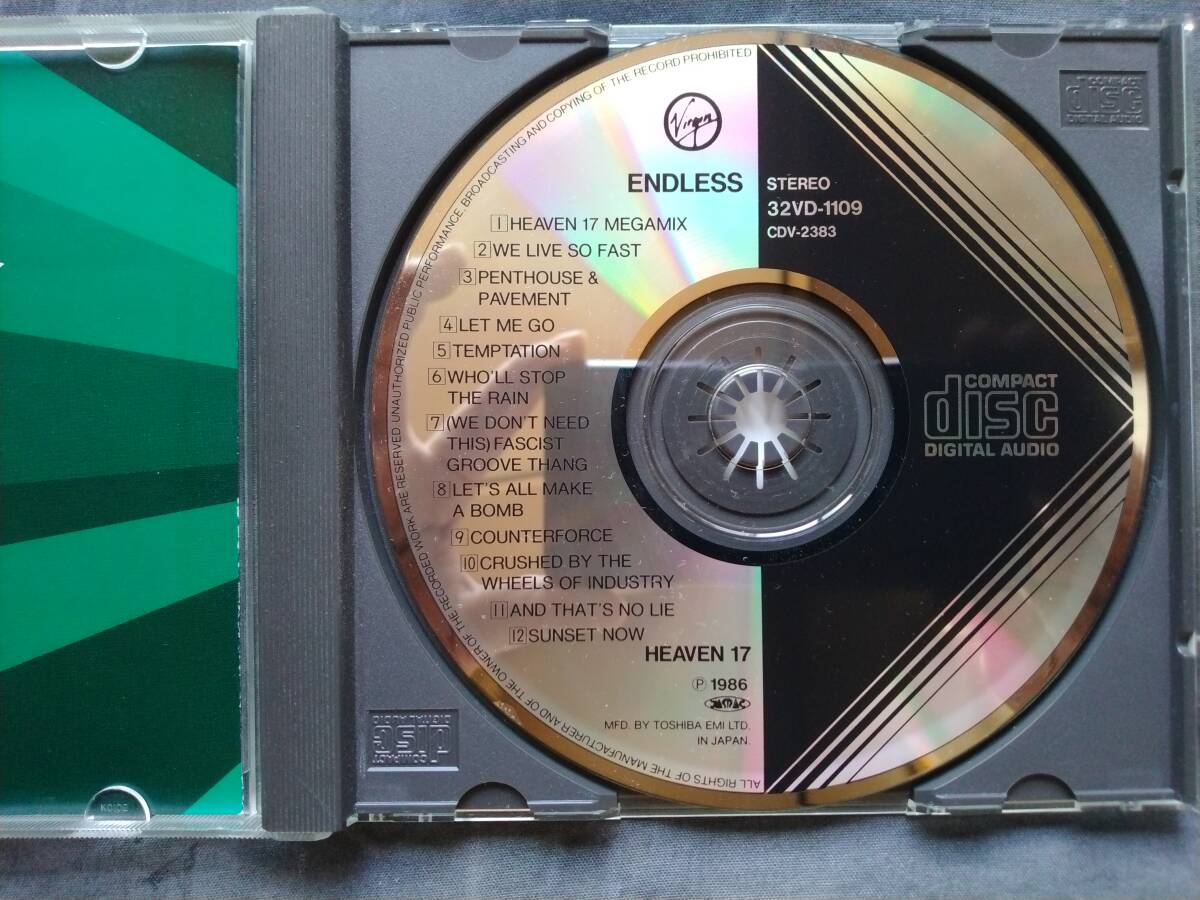 ALL RIGHTS OF THE MANUFACTURER AND OF THE OWNER OF THE RECORDED WORK ARE RESERVED. UNAUTHORIZED PUBLIC PERFORMANCE, BROADCASTING AND COPYING OF THE RECORD PROHIBITED
Virgin
ENDLESS
STEREO
32VD-1109
CDV-2383
1 HEAVEN 17 MEGAMIX
2 WE LIVE SO FAST
3 PENTHOUSE &
PAVEMENT
4 LET ME GO
5 TEMPTATION
6 WHO'LL STOP
THE RAIN
7 (WE DON'T NEED
THIS) FASCIST
GROOVE THANG
8 LET'S ALL MAKE
A BOMB
9 COUNTERFORCE
10 CRUSHED BY THE
WHEELS OF INDUSTRY
11 AND THAT'S NO LIE
12 SUNSET NOW
HEAVEN 17
℗ 1986
JASRAC
MFD. BY TOSHIBA EMI LTD.
IN JAPAN.
COMPACT
disc
DIGITAL AUDIO
COMPACT
disc
DIGITAL AUDIO
COMPACT
disc
DIGITAL AUDIO